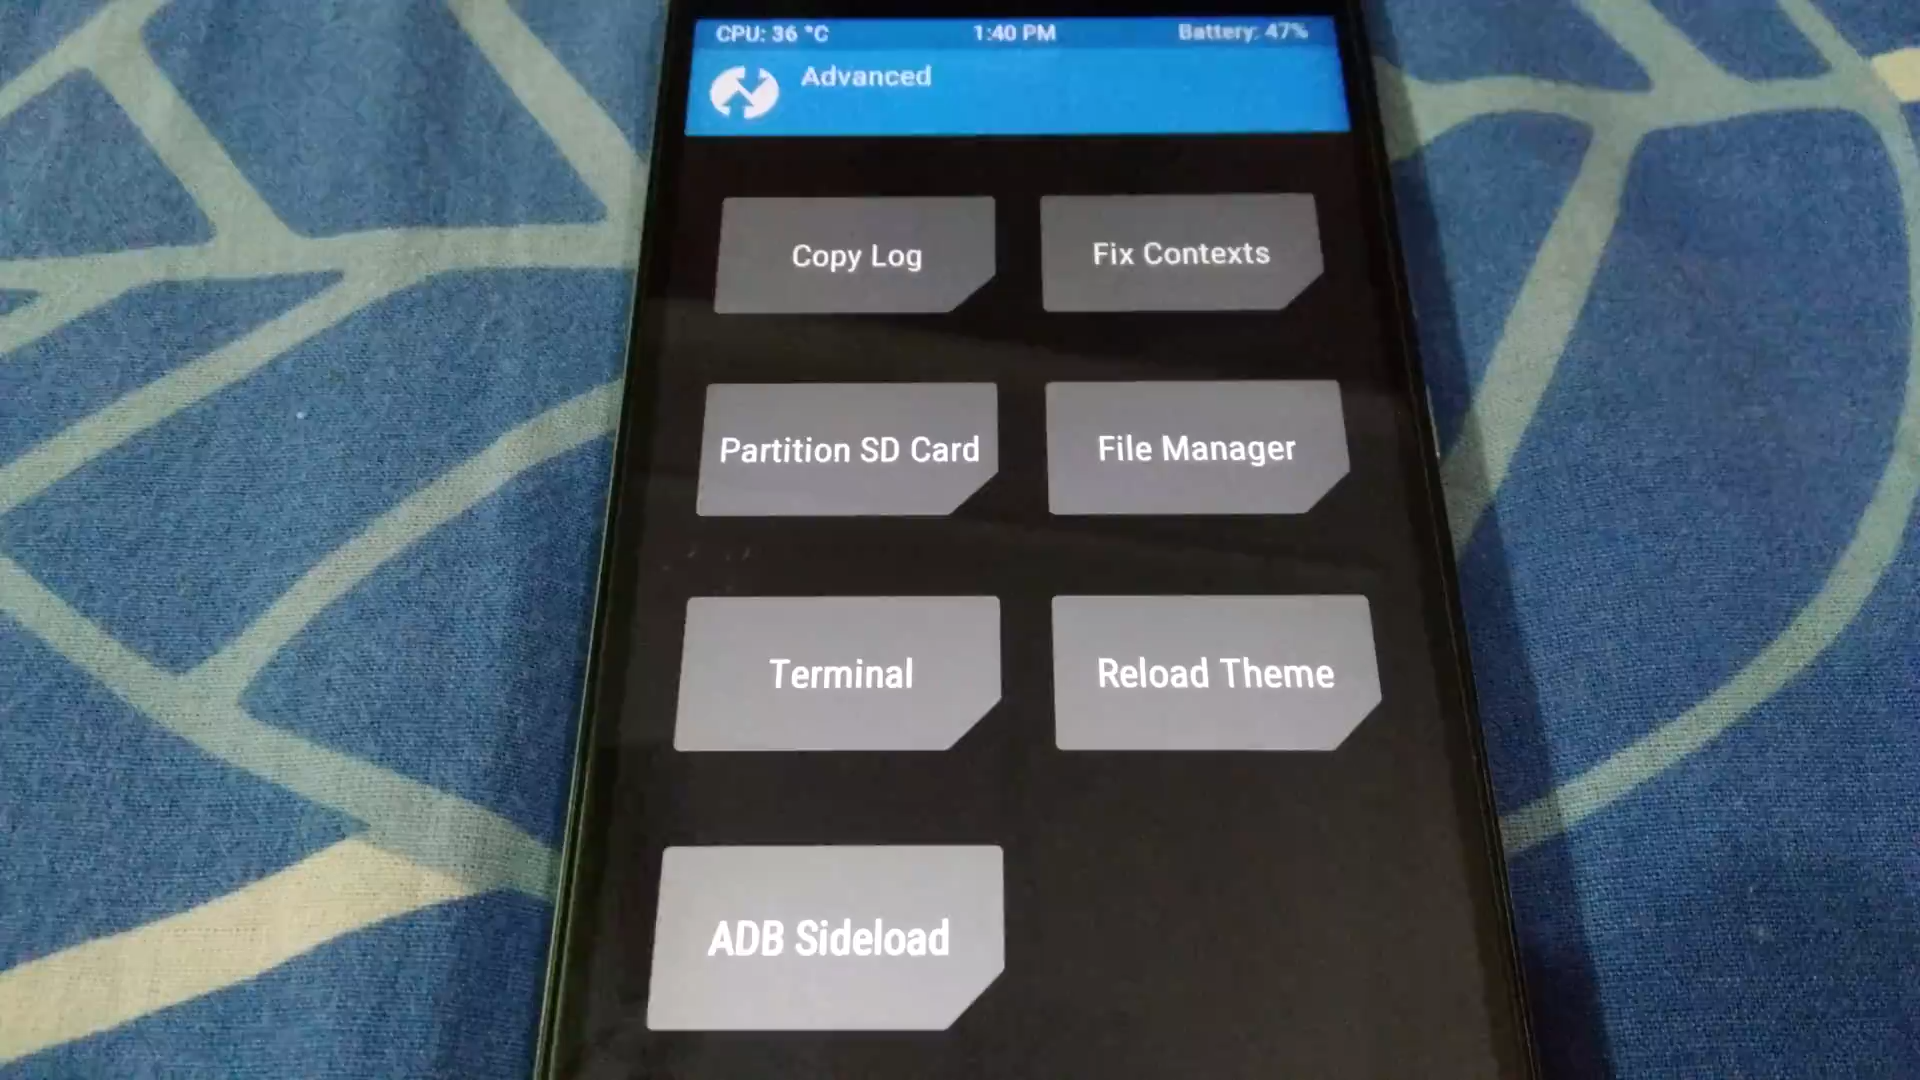 CPU: 36 °C 1:40 PM Battery: 47%
Advanced
Copy Log Fix Contexts
Partition SD Card File Manager
Terminal Reload Theme
ADB Sideload